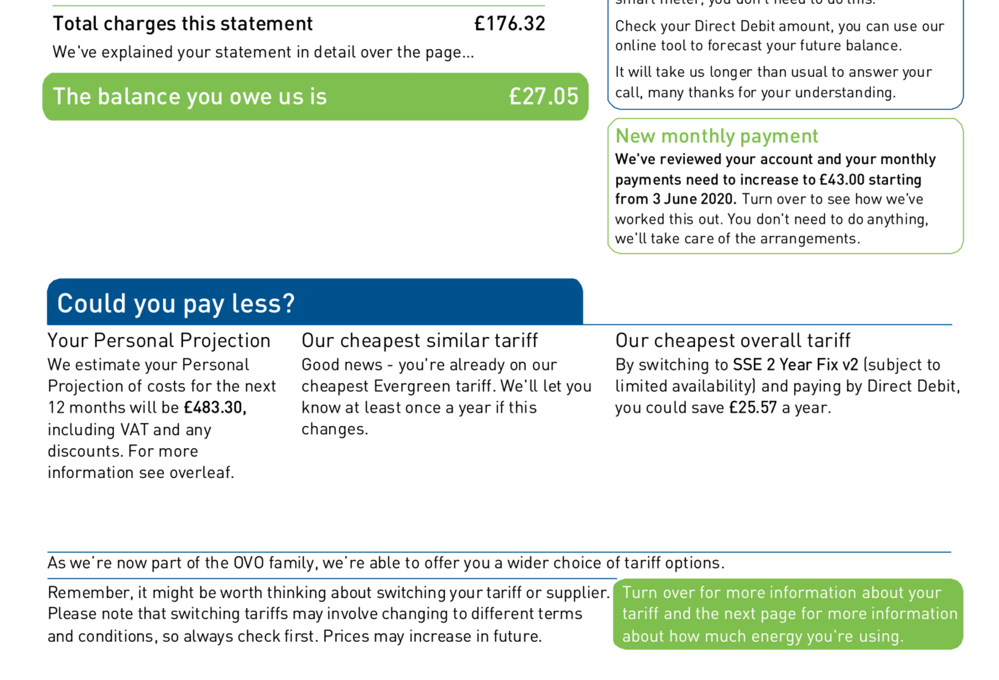 Total charges this statement £176.32
We've explained your statement in detail over the page...
The balance you owe us is £27.05
smart meter, you don't need to do this.
Check your Direct Debit amount, you can use our
online tool to forecast your future balance.
It will take us longer than usual to answer your
call, many thanks for your understanding.
New monthly payment
We've reviewed your account and your monthly
payments need to increase to £43.00 starting
from 3 June 2020. Turn over to see how we've
worked this out. You don't need to do anything,
we'll take care of the arrangements.
Could you pay less?
Your Personal Projection
We estimate your Personal
Projection of costs for the next
12 months will be £483.30,
including VAT and any
discounts. For more
information see overleaf.
Our cheapest similar tariff
Good news - you're already on our
cheapest Evergreen tariff. We'll let you
know at least once a year if this
changes.
Our cheapest overall tariff
By switching to SSE 2 Year Fix v2 (subject to
limited availability) and paying by Direct Debit,
you could save £25.57 a year.
As we’re now part of the OVO family, we’re able to offer you a wider choice of tariff options.
Remember, it might be worth thinking about switching your tariff or supplier.
Please note that switching tariffs may involve changing to different terms
and conditions, so always check first. Prices may increase in future.
Turn over for more information about your
tariff and the next page for more information
about how much energy you're using.